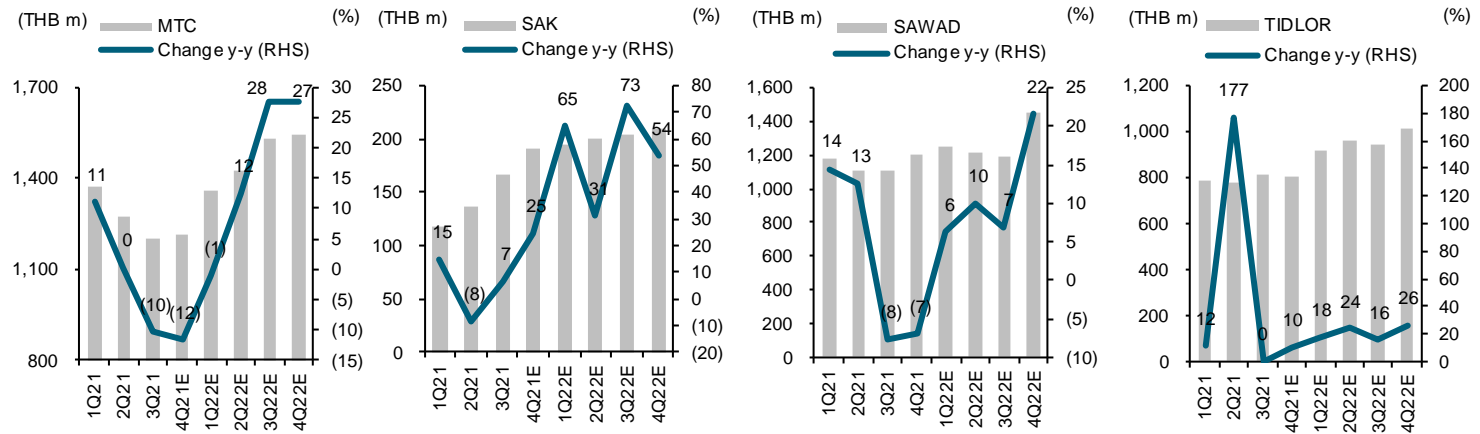 (THB m)
(%)
MTC
Change y-y (RHS)
1,700
1,400
1,100
800
30
25
20
15
10
5
0
(5)
(10)
(15)
11
0
(10)
(12)
(1)
12
28
27
1Q21
2Q21
3Q21
4Q21E
1Q22E
2Q22E
3Q22E
4Q22E
(THB m)
(%)
SAK
Change y-y (RHS)
250
200
150
100
50
0
80
70
60
50
40
30
20
10
0
(10)
(20)
15
(8)
7
25
65
31
73
54
1Q21
2Q21
3Q21
4Q21E
1Q22E
2Q22E
3Q22E
4Q22E
(THB m)
(%)
SAWAD
Change y-y (RHS)
1,600
1,400
1,200
1,000
800
600
400
200
0
25
20
15
10
5
0
(5)
(10)
14
13
(8)
(7)
6
10
7
22
1Q21
2Q21
3Q21
4Q21
1Q22E
2Q22E
3Q22E
4Q22E
(THB m)
(%)
TIDLOR
Change y-y (RHS)
1,200
1,000
800
600
400
200
0
200
180
160
140
120
100
80
60
40
20
0
12
177
0
10
18
24
16
26
1Q21
2Q21
3Q21
4Q21E
1Q22E
2Q22E
3Q22E
4Q22E